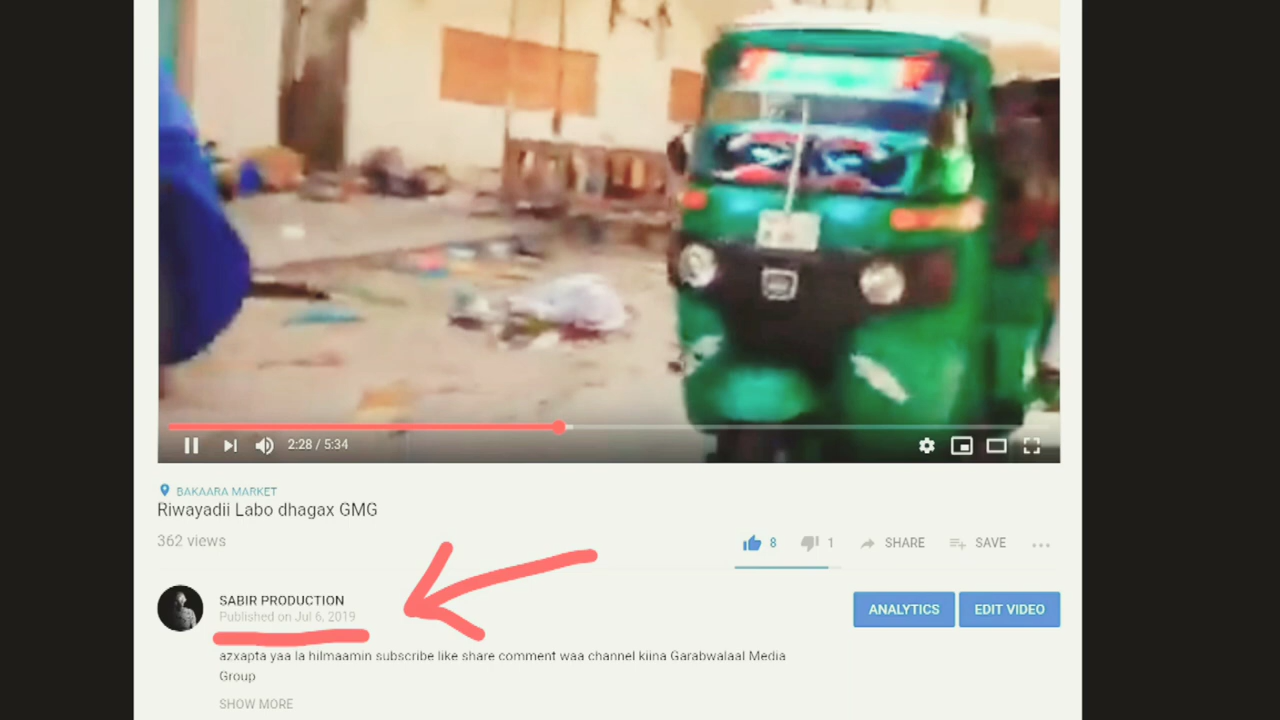 2:28 / 5:34
BAKAARA MARKET
Riwayadii Labo dhagax GMG
362 views
8
1
SHARE
SAVE
SABIR PRODUCTION
Published on Jul 6, 2019
ANALYTICS
EDIT VIDEO
azxapta yaa la hilmaamin subscribe like share comment waa channel kiina Garabwalaal Media
Group
SHOW MORE